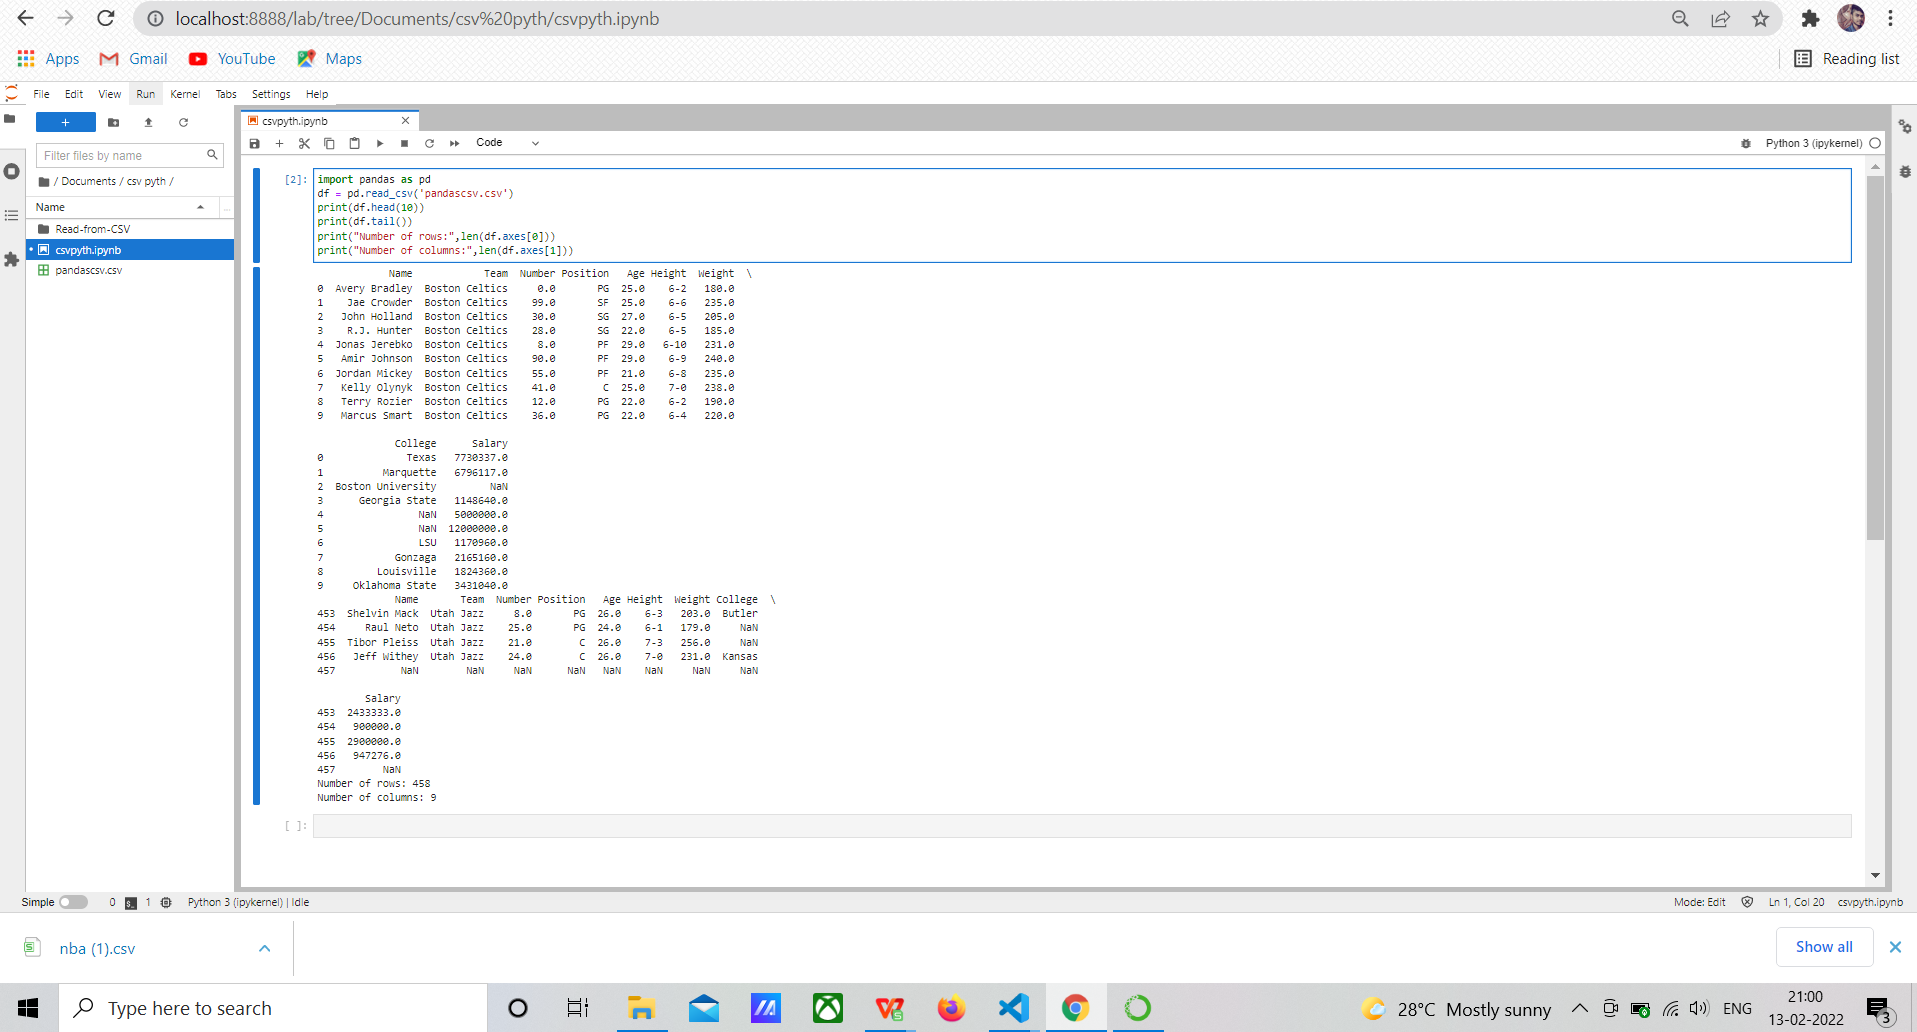 localhost:8888/lab/tree/Documents/csv%20pyth/csvpyth.ipynb
Apps Gmail YouTube Maps Reading list
File Edit View Run Kernel Tabs Settings Help
+
csvpyth.ipynb
Code Python 3 (ipykernel)
Filter files by name
/ Documents / csv pyth /
Name
Read-from-CSV
csvpyth.ipynb
pandascsv.csv
[2]: import pandas as pd
df = pd.read_csv('pandascsv.csv')
print(df.head(10))
print(df.tail())
print("Number of rows:",len(df.axes[0]))
print("Number of columns:",len(df.axes[1]))
Name Team Number Position Age Height Weight \
0 Avery Bradley Boston Celtics 0.0 PG 25.0 6-2 180.0
1 Jae Crowder Boston Celtics 99.0 SF 25.0 6-6 235.0
2 John Holland Boston Celtics 30.0 SG 27.0 6-5 205.0
3 R.J. Hunter Boston Celtics 28.0 SG 22.0 6-5 185.0
4 Jonas Jerebko Boston Celtics 8.0 PF 29.0 6-10 231.0
5 Amir Johnson Boston Celtics 90.0 PF 29.0 6-9 240.0
6 Jordan Mickey Boston Celtics 55.0 PF 21.0 6-8 235.0
7 Kelly Olynyk Boston Celtics 41.0 C 25.0 7-0 238.0
8 Terry Rozier Boston Celtics 12.0 PG 22.0 6-2 190.0
9 Marcus Smart Boston Celtics 36.0 PG 22.0 6-4 220.0
College Salary
0 Texas 7730337.0
1 Marquette 6796117.0
2 Boston University NaN
3 Georgia State 1148640.0
4 NaN 5000000.0
5 NaN 12000000.0
6 LSU 1170960.0
7 Gonzaga 2165160.0
8 Louisville 1824360.0
9 Oklahoma State 3431040.0
Name Team Number Position Age Height Weight College \
453 Shelvin Mack Utah Jazz 8.0 PG 26.0 6-3 203.0 Butler
454 Raul Neto Utah Jazz 25.0 PG 24.0 6-1 179.0 NaN
455 Tibor Pleiss Utah Jazz 21.0 C 26.0 7-3 256.0 NaN
456 Jeff Withey Utah Jazz 24.0 C 26.0 7-0 231.0 Kansas
457 NaN NaN NaN NaN NaN NaN NaN NaN
Salary
453 2433333.0
454 900000.0
455 2900000.0
456 947276.0
457 NaN
Number of rows: 458
Number of columns: 9
[ ]:
Simple 0 1 Python 3 (ipykernel) | Idle Mode: Edit Ln 1, Col 20 csvpyth.ipynb
nba (1).csv Show all
Type here to search 28°C Mostly sunny ENG 21:00
13-02-2022
3